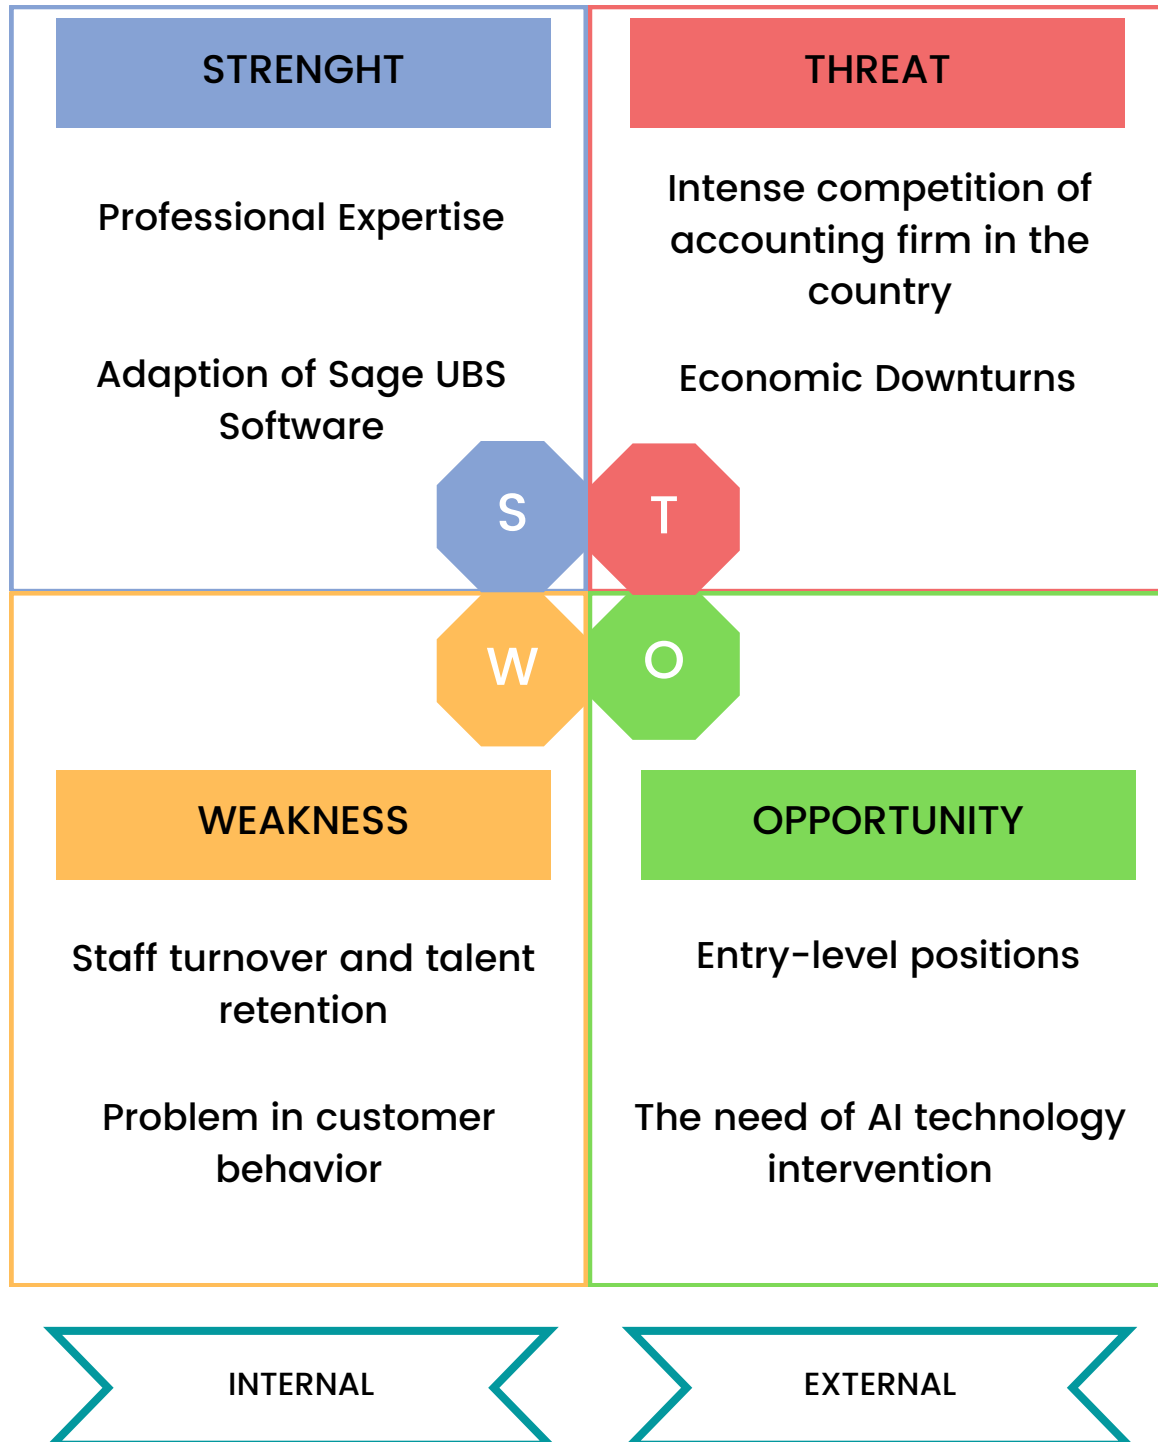 STRENGHT
Professional Expertise
Adaption of Sage UBS
Software
S
THREAT
Intense competition of
accounting firm in the
country
Economic Downturns
T
W
WEAKNESS
Staff turnover and talent
retention
Problem in customer
behavior
O
OPPORTUNITY
Entry-level positions
The need of AI technology
intervention
INTERNAL
EXTERNAL